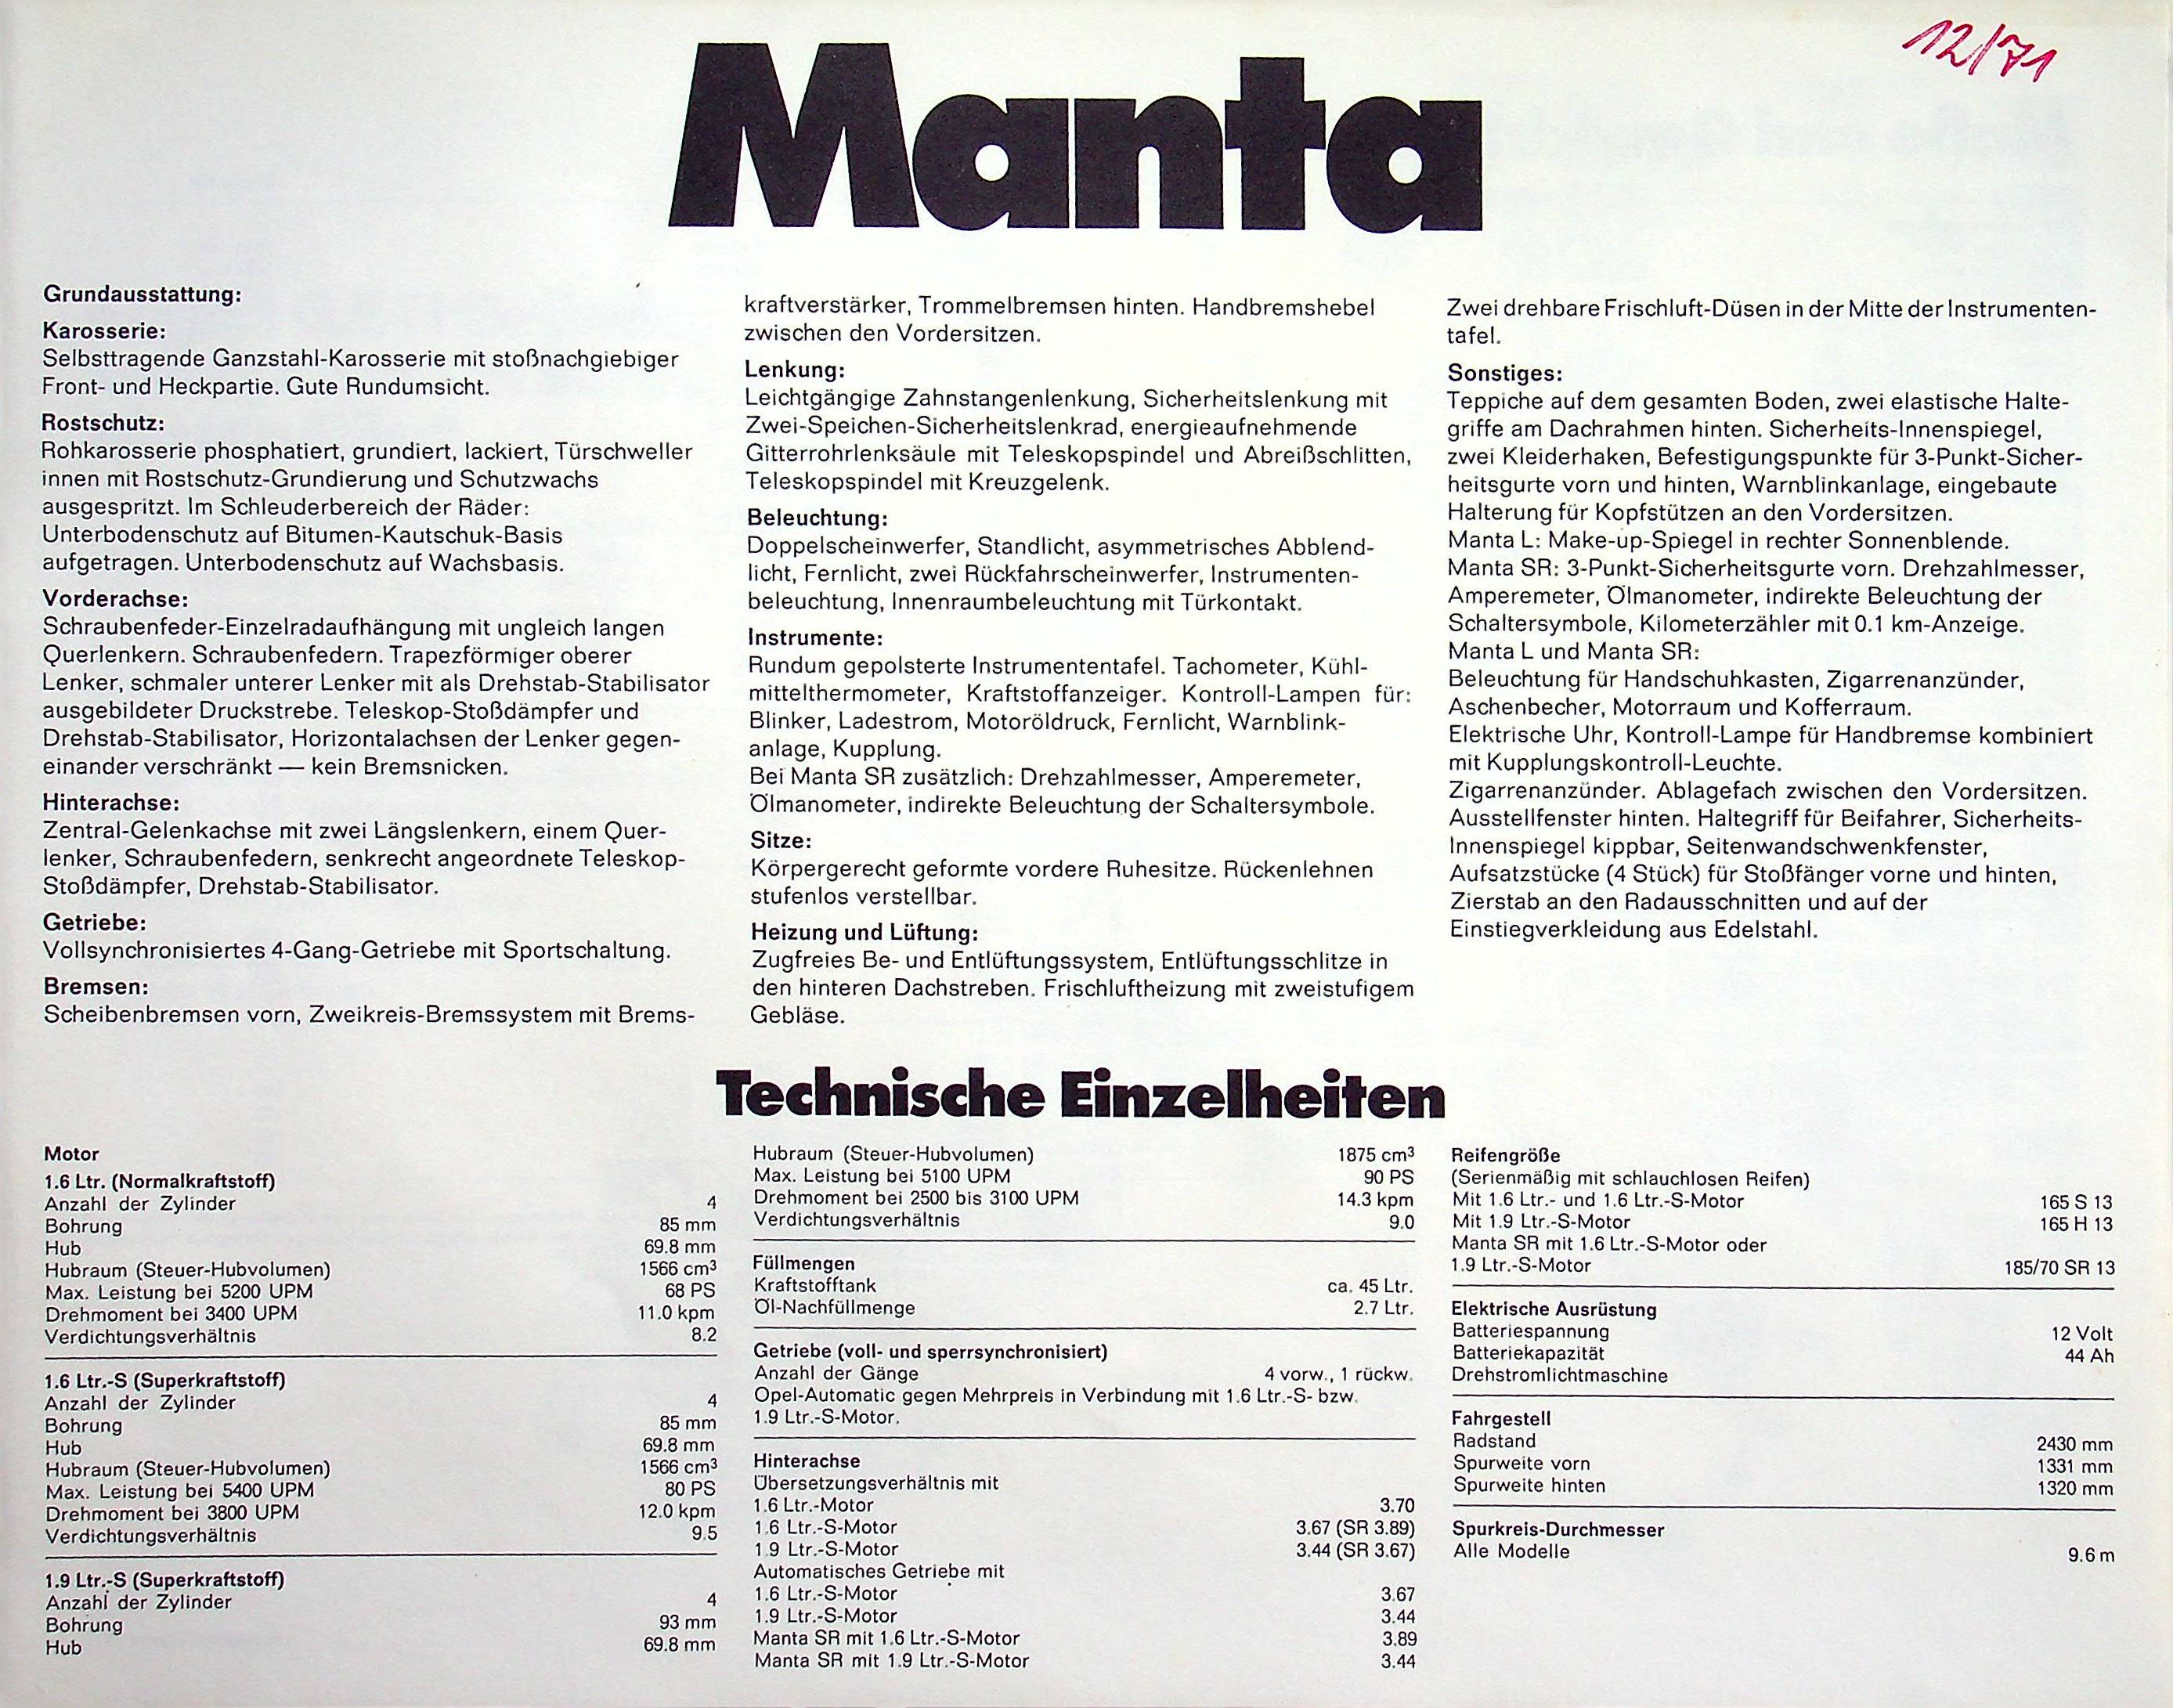 Manta
12/71
Grundausstattung:
Karosserie:
Selbsttragende Ganzstahl-Karosserie mit stoßnachgiebiger
Front- und Heckpartie. Gute Rundumsicht.
Rostschutz:
Rohkarosserie phosphatiert, grundiert, lackiert, Türschweller
innen mit Rostschutz-Grundierung und Schutzwachs
ausgespritzt. Im Schleuderbereich der Räder:
Unterbodenschutz auf Bitumen-Kautschuk-Basis
aufgetragen. Unterbodenschutz auf Wachsbasis.
Vorderachse:
Schraubenfeder-Einzelradaufhängung mit ungleich langen
Querlenkern. Schraubenfedern. Trapezförmiger oberer
Lenker, schmaler unterer Lenker mit als Drehstab-Stabilisator
ausgebildeter Druckstrebe. Teleskop-Stoßdämpfer und
Drehstab-Stabilisator, Horizontalachsen der Lenker gegen-
einander verschränkt — kein Bremsnicken.
Hinterachse:
Zentral-Gelenkachse mit zwei Längslenkern, einem Quer-
lenker, Schraubenfedern, senkrecht angeordnete Teleskop-
Stoßdämpfer, Drehstab-Stabilisator.
Getriebe:
Vollsynchronisiertes 4-Gang-Getriebe mit Sportschaltung.
Bremsen:
Scheibenbremsen vorn, Zweikreis-Bremssystem mit Brems-
kraftverstärker, Trommelbremsen hinten. Handbremshebel
zwischen den Vordersitzen.
Lenkung:
Leichtgängige Zahnstangenlenkung, Sicherheitslenkung mit
Zwei-Speichen-Sicherheitslenkrad, energieaufnehmende
Gitterrohrlenksäule mit Teleskopspindel und Abreißschlitten,
Teleskopspindel mit Kreuzgelenk.
Beleuchtung:
Doppelscheinwerfer, Standlicht, asymmetrisches Abblend-
licht, Fernlicht, zwei Rückfahrscheinwerfer, Instrumenten-
beleuchtung, Innenraumbeleuchtung mit Türkontakt.
Instrumente:
Rundum gepolsterte Instrumententafel. Tachometer, Kühl-
mittelthermometer, Kraftstoffanzeiger. Kontroll-Lampen für:
Blinker, Ladestrom, Motoröldruck, Fernlicht, Warnblink-
anlage, Kupplung.
Bei Manta SR zusätzlich: Drehzahlmesser, Amperemeter,
Ölmanometer, indirekte Beleuchtung der Schaltersymbole.
Sitze:
Körpergerecht geformte vordere Ruhesitze. Rückenlehnen
stufenlos verstellbar.
Heizung und Lüftung:
Zugfreies Be- und Entlüftungssystem, Entlüftungsschlitze in
den hinteren Dachstreben. Frischluftheizung mit zweistufigem
Gebläse.
Zwei drehbare Frischluft-Düsen in der Mitte der Instrumenten-
tafel.
Sonstiges:
Teppiche auf dem gesamten Boden, zwei elastische Halte-
griffe am Dachrahmen hinten. Sicherheits-Innenspiegel,
zwei Kleiderhaken, Befestigungspunkte für 3-Punkt-Sicher-
heitsgurte vorn und hinten, Warnblinkanlage, eingebaute
Halterung für Kopfstützen an den Vordersitzen.
Manta L: Make-up-Spiegel in rechter Sonnenblende.
Manta SR: 3-Punkt-Sicherheitsgurte vorn. Drehzahlmesser,
Amperemeter, Ölmanometer, indirekte Beleuchtung der
Schaltersymbole, Kilometerzähler mit 0.1 km-Anzeige.
Manta L und Manta SR:
Beleuchtung für Handschuhkasten, Zigarrenanzünder,
Aschenbecher, Motorraum und Kofferraum.
Elektrische Uhr, Kontroll-Lampe für Handbremse kombiniert
mit Kupplungskontroll-Leuchte.
Zigarrenanzünder. Ablagefach zwischen den Vordersitzen.
Ausstellfenster hinten. Haltegriff für Beifahrer, Sicherheits-
Innenspiegel kippbar, Seitenwandschwenkfenster,
Aufsatzstücke (4 Stück) für Stoßfänger vorne und hinten,
Zierstab an den Radausschnitten und auf der
Einstiegverkleidung aus Edelstahl.
Technische Einzelheiten
Motor
1.6 Ltr. (Normalkraftstoff)
Anzahl der Zylinder 4
Bohrung 85 mm
Hub 69.8 mm
Hubraum (Steuer-Hubvolumen) 1566 cm³
Max. Leistung bei 5200 UPM 68 PS
Drehmoment bei 3400 UPM 11.0 kpm
Verdichtungsverhältnis 8.2
1.6 Ltr.-S (Superkraftstoff)
Anzahl der Zylinder 4
Bohrung 85 mm
Hub 69.8 mm
Hubraum (Steuer-Hubvolumen) 1566 cm³
Max. Leistung bei 5400 UPM 80 PS
Drehmoment bei 3800 UPM 12.0 kpm
Verdichtungsverhältnis 9.5
1.9 Ltr.-S (Superkraftstoff)
Anzahl der Zylinder 4
Bohrung 93 mm
Hub 69.8 mm
Hubraum (Steuer-Hubvolumen) 1875 cm³
Max. Leistung bei 5100 UPM 90 PS
Drehmoment bei 2500 bis 3100 UPM 14.3 kpm
Verdichtungsverhältnis 9.0
Füllmengen
Kraftstofftank ca. 45 Ltr.
Öl-Nachfüllmenge 2.7 Ltr.
Getriebe (voll- und sperrsynchronisiert)
Anzahl der Gänge 4 vorw., 1 rückw.
Opel-Automatic gegen Mehrpreis in Verbindung mit 1.6 Ltr.-S- bzw.
1.9 Ltr.-S-Motor.
Hinterachse
Übersetzungsverhältnis mit
1.6 Ltr.-Motor 3.70
1.6 Ltr.-S-Motor 3.67 (SR 3.89)
1.9 Ltr.-S-Motor 3.44 (SR 3.67)
Automatisches Getriebe mit
1.6 Ltr.-S-Motor 3.67
1.9 Ltr.-S-Motor 3.44
Manta SR mit 1.6 Ltr.-S-Motor 3.89
Manta SR mit 1.9 Ltr.-S-Motor 3.44
Reifengröße
(Serienmäßig mit schlauchlosen Reifen)
Mit 1.6 Ltr.- und 1.6 Ltr.-S-Motor 165 S 13
Mit 1.9 Ltr.-S-Motor 165 H 13
Manta SR mit 1.6 Ltr.-S-Motor oder
1.9 Ltr.-S-Motor 185/70 SR 13
Elektrische Ausrüstung
Batteriespannung 12 Volt
Batteriekapazität 44 Ah
Drehstromlichtmaschine
Fahrgestell
Radstand 2430 mm
Spurweite vorn 1331 mm
Spurweite hinten 1320 mm
Spurkreis-Durchmesser
Alle Modelle 9.6 m